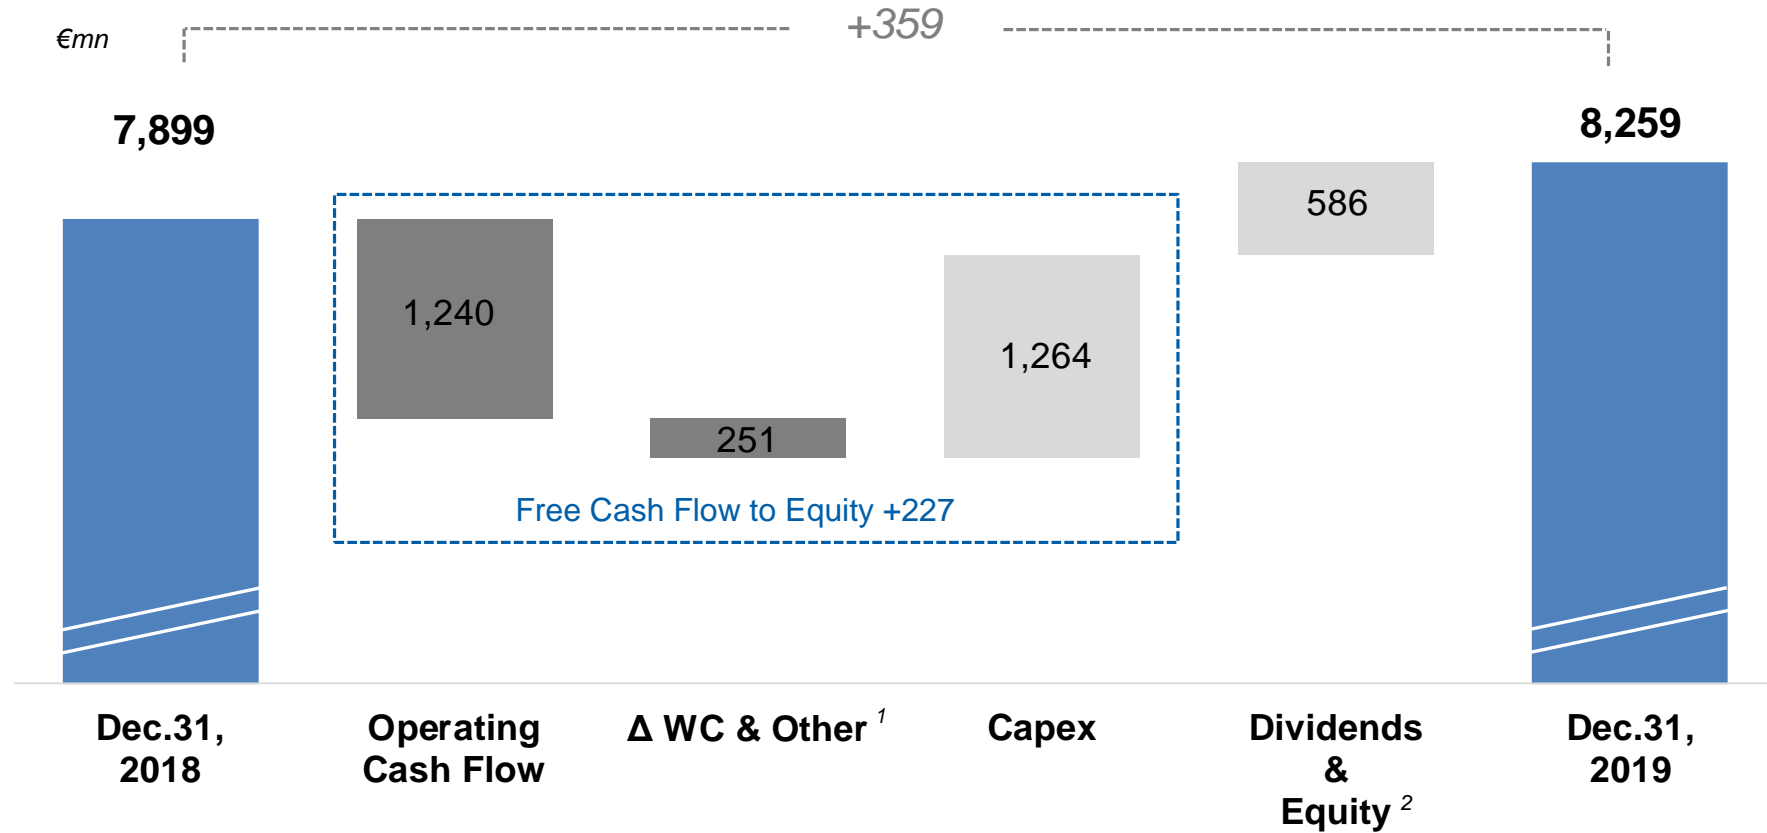 €mn
+359
7,899
8,259
586
1,240
1,264
251
Free Cash Flow to Equity +227
Dec.31,
2018
Operating
Cash Flow
Δ WC & Other 1
Capex
Dividends
&
Equity 2
Dec.31,
2019